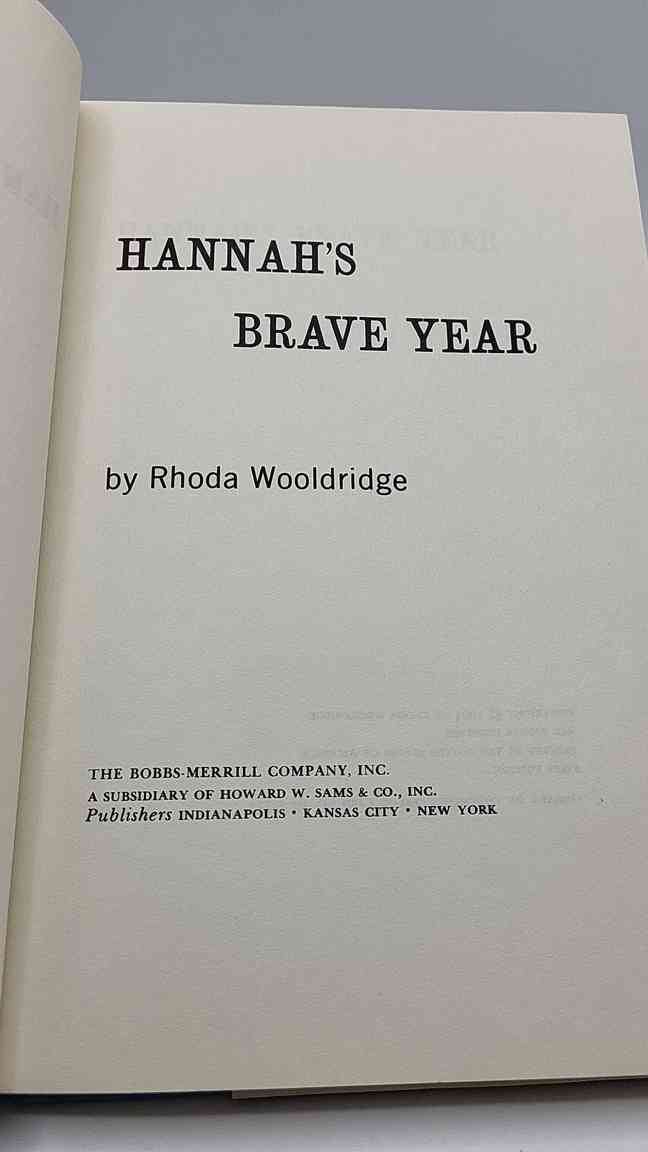 HANNAH'S
BRAVE YEAR
by Rhoda Wooldridge
THE BOBBS-MERRILL COMPANY, INC.
A SUBSIDIARY OF HOWARD W. SAMS & CO., INC.
Publishers INDIANAPOLIS • KANSAS CITY • NEW YORK